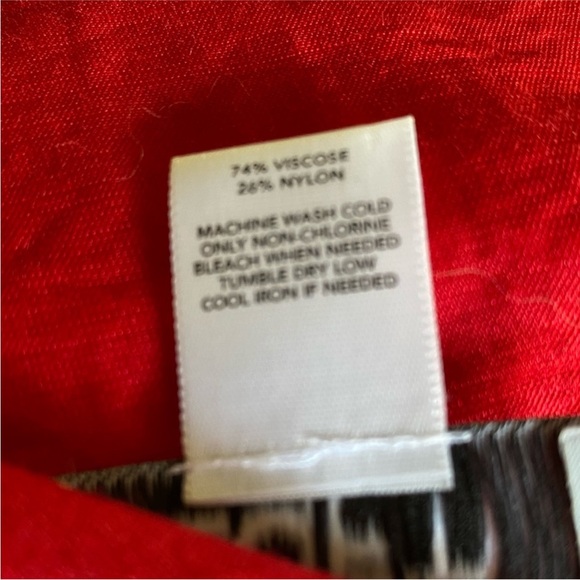 74% VISCOSE
26% NYLON
MACHINE WASH COLD
ONLY NON-CHLORINE
BLEACH WHEN NEEDED
TUMBLE DRY LOW
COOL IRON IF NEEDED